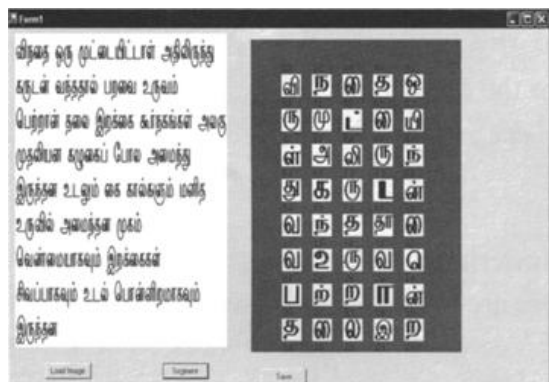 Form1
விநதை ஒரு முட்டையிட்டாள் அதிலிருந்து
கருடன் வந்ததால் பறவை உருவம்
பெற்றான் தலை இறக்கை கூர்நகங்கள் அலகு
முதலியன கழுகைப் போல அமைந்து
இருந்தன உடலும் கை கால்களும் மனித
உருவில் அமைந்தன முகம்
வெண்மையாகவும் இறக்கைகள்
சிவப்பாகவும் உடல் பொன்னிறமாகவும்
இருந்தன
வி ந தை த ஒ
ரு மு ட் லை யி
ள் அ லி ரு ந்
து க ரு ட ன்
வ ந் த தா லை
வ உ ரு வ ெ
ப ற் ற ா ன்
த லை ல இ ற
Load Image
Segment
Save